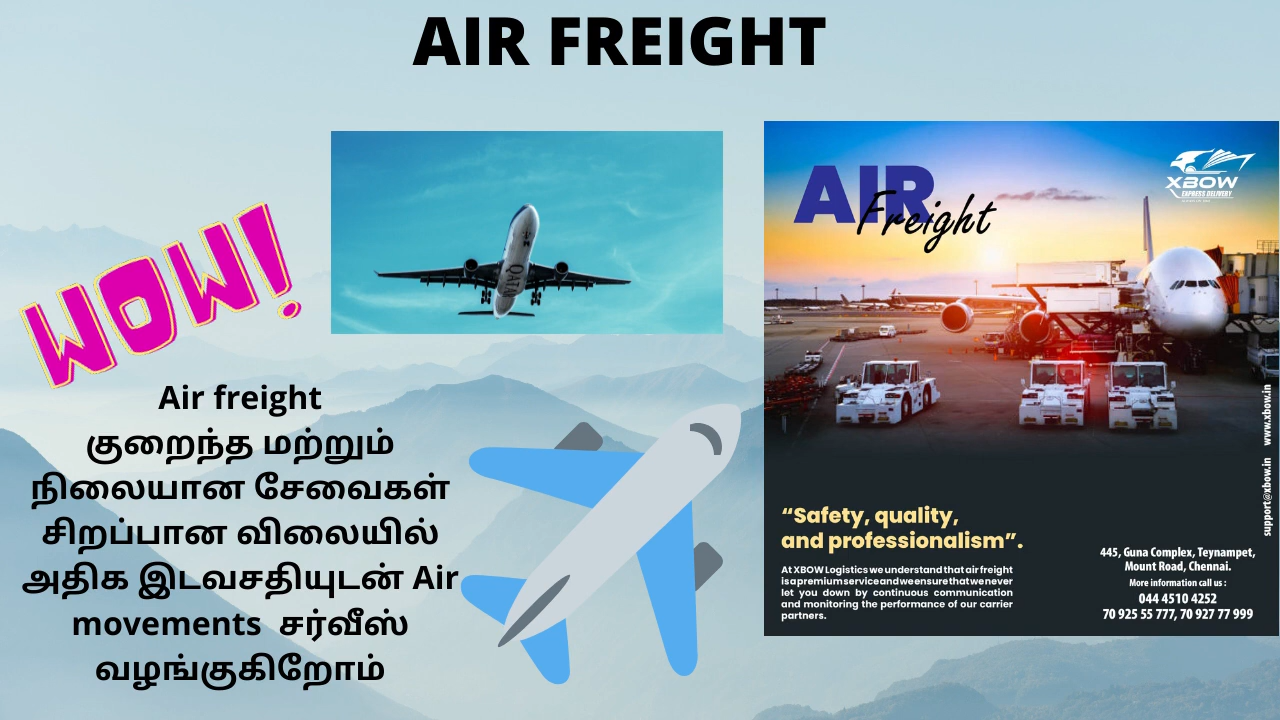 AIR FREIGHT
WOW!
Air freight
குறைந்த மற்றும்
நிலையான சேவைகள்
சிறப்பான விலையில்
அதிக இடவசதியுடன் Air
movements சர்வீஸ்
வழங்குகிறோம்
QATA
AIR
Freight
XBOW
EXPRESS DELIVERY
“Safety, quality,
and professionalism”.
At XBOW Logistics we understand that air freight
is a premium service and we ensure that we never
let you down by continuous communication
and monitoring the performance of our carrier
partners.
445, Guna Complex, Teynampet,
Mount Road, Chennai.
More information call us :
044 4510 4252
70 925 55 777, 70 927 77 999
support@xbow.in www.xbow.in